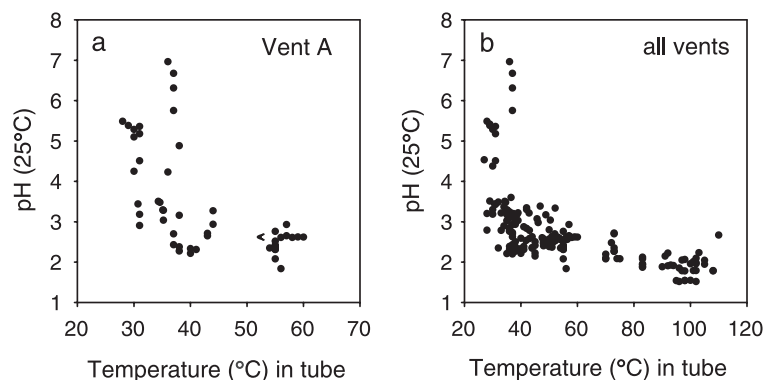 a
Vent A
8
7
6
5
4
3
2
1
pH (25°C)
20 30 40 50 60 70
Temperature (°C) in tube
b
all vents
8
7
6
5
4
3
2
1
pH (25°C)
20 40 60 80 100 120
Temperature (°C) in tube